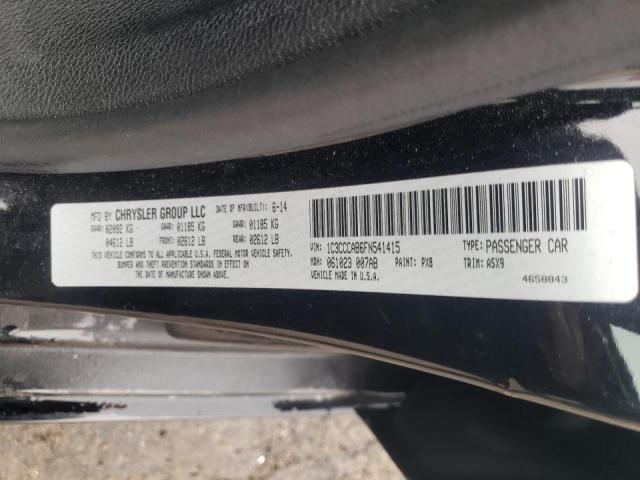 MFD BY CHRYSLER GROUP LLC DATE OF MFR(BUILT): 6-14
GVWR: 02092 KG GAWR: 01185 KG GAWR: 01185 KG
04612 LB FRONT: 02612 LB REAR: 02612 LB
THIS VEHICLE CONFORMS TO ALL APPLICABLE U.S.A. FEDERAL MOTOR VEHICLE SAFETY,
BUMPER AND THEFT PREVENTION STANDARDS IN EFFECT ON
THE DATE OF MANUFACTURE SHOWN ABOVE.
VIN: 1C3CCCAB6FN541415 TYPE: PASSENGER CAR
MDH: 061023 007AB PAINT: PX8 TRIM: A5X9
VEHICLE MADE IN U.S.A.
4658843